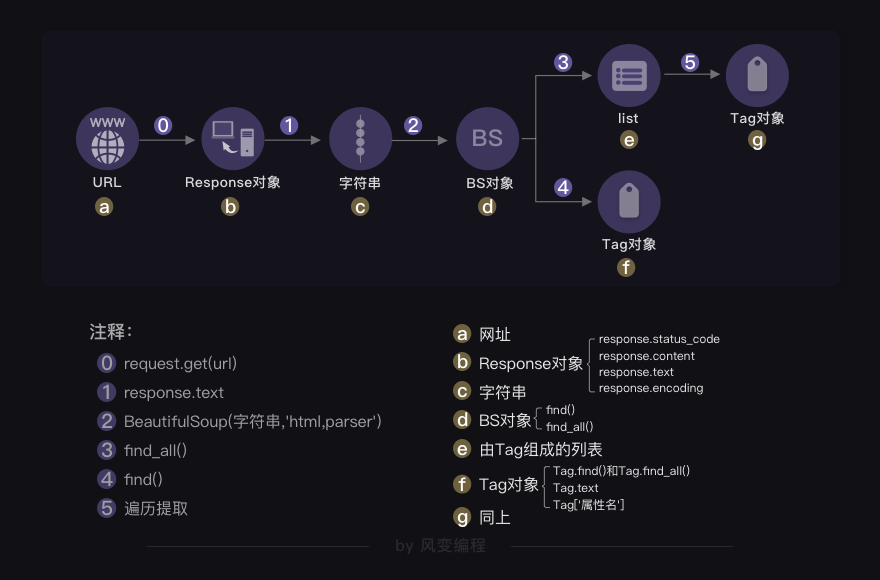 WWW
0
1
2
BS
3
5
4
URL
Response对象
字符串
BS对象
list
Tag对象
Tag对象
a
b
c
d
e
g
f
注释：
0 request.get(url)
1 response.text
2 BeautifulSoup(字符串,'html,parser')
3 find_all()
4 find()
5 遍历提取
a 网址
b Response对象
response.status_code
response.content
response.text
response.encoding
c 字符串
d BS对象
find()
find_all()
e 由Tag组成的列表
f Tag对象
Tag.find()和Tag.find_all()
Tag.text
Tag['属性名']
g 同上
by 风变编程